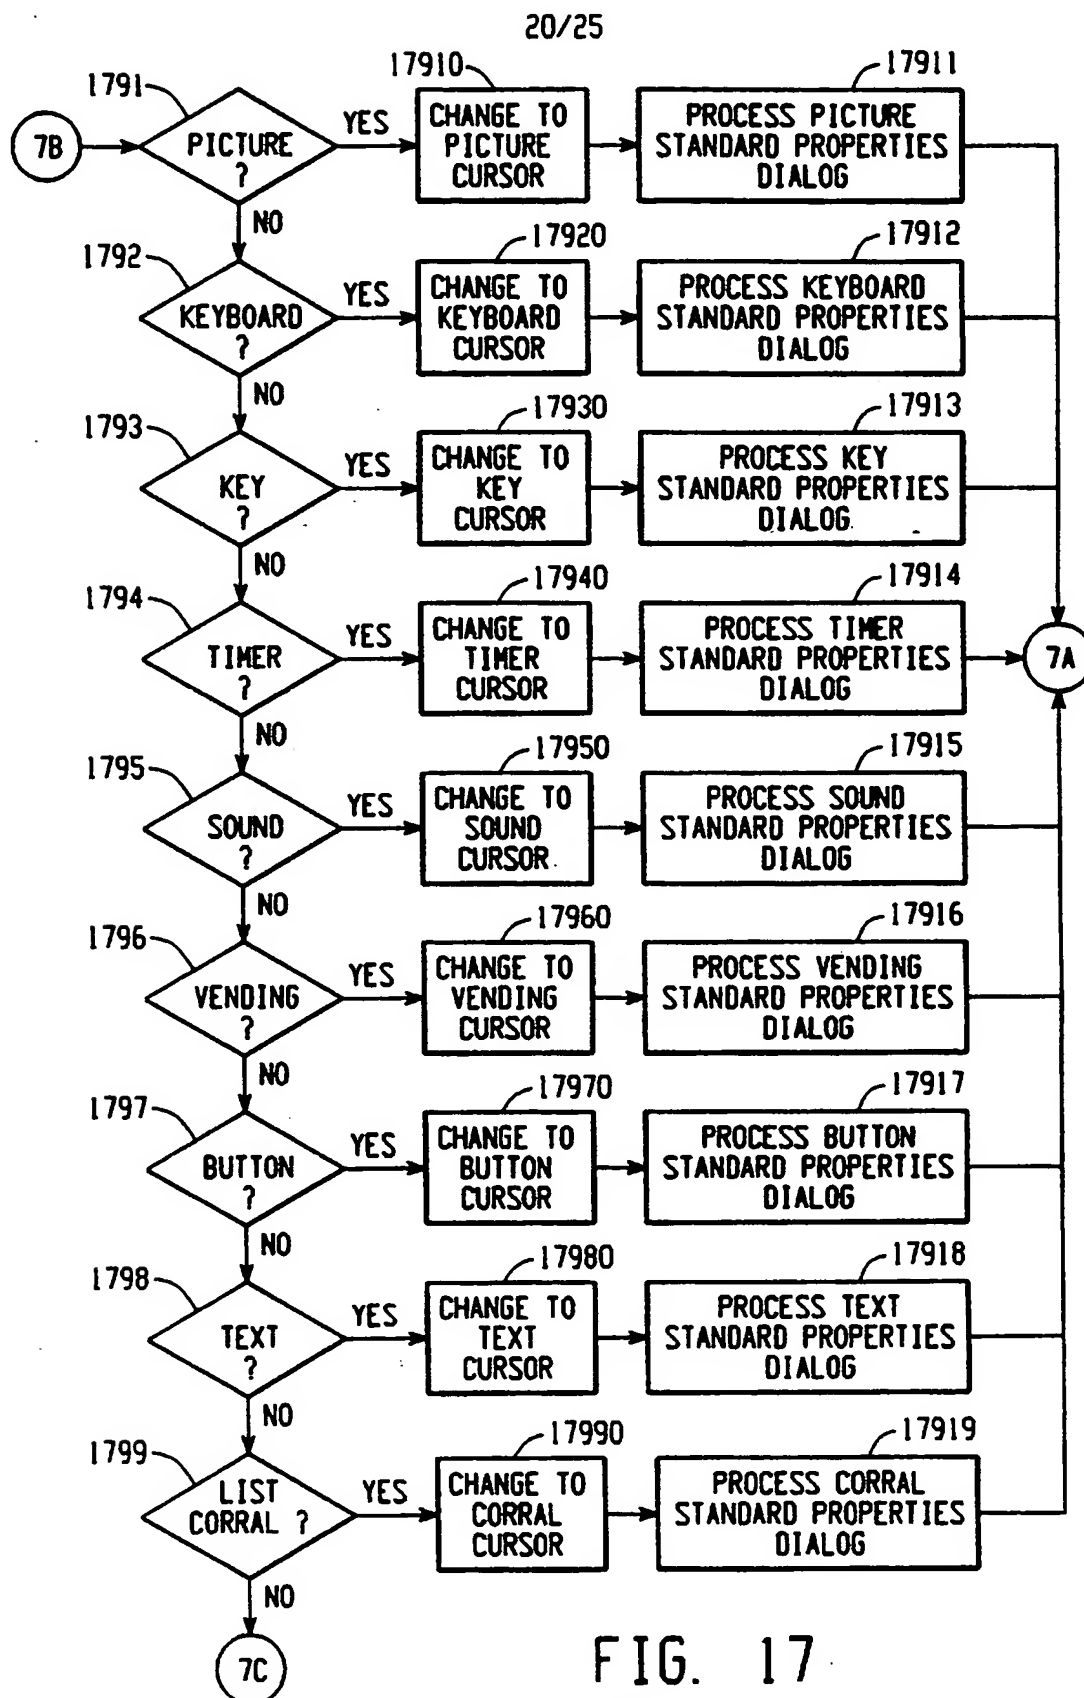 20/25
1791
17910
17911
7B
PICTURE
?
YES
CHANGE TO
PICTURE
CURSOR
PROCESS PICTURE
STANDARD PROPERTIES
DIALOG
NO
1792
17920
17912
KEYBOARD
?
YES
CHANGE TO
KEYBOARD
CURSOR
PROCESS KEYBOARD
STANDARD PROPERTIES
DIALOG
NO
1793
17930
17913
KEY
?
YES
CHANGE TO
KEY
CURSOR
PROCESS KEY
STANDARD PROPERTIES
DIALOG
NO
1794
17940
17914
TIMER
?
YES
CHANGE TO
TIMER
CURSOR
PROCESS TIMER
STANDARD PROPERTIES
DIALOG
7A
NO
1795
17950
17915
SOUND
?
YES
CHANGE TO
SOUND
CURSOR
PROCESS SOUND
STANDARD PROPERTIES
DIALOG
NO
1796
17960
17916
VENDING
?
YES
CHANGE TO
VENDING
CURSOR
PROCESS VENDING
STANDARD PROPERTIES
DIALOG
NO
1797
17970
17917
BUTTON
?
YES
CHANGE TO
BUTTON
CURSOR
PROCESS BUTTON
STANDARD PROPERTIES
DIALOG
NO
1798
17980
17918
TEXT
?
YES
CHANGE TO
TEXT
CURSOR
PROCESS TEXT
STANDARD PROPERTIES
DIALOG
NO
1799
17990
17919
LIST
CORRAL ?
YES
CHANGE TO
CORRAL
CURSOR
PROCESS CORRAL
STANDARD PROPERTIES
DIALOG
NO
7C
FIG. 17